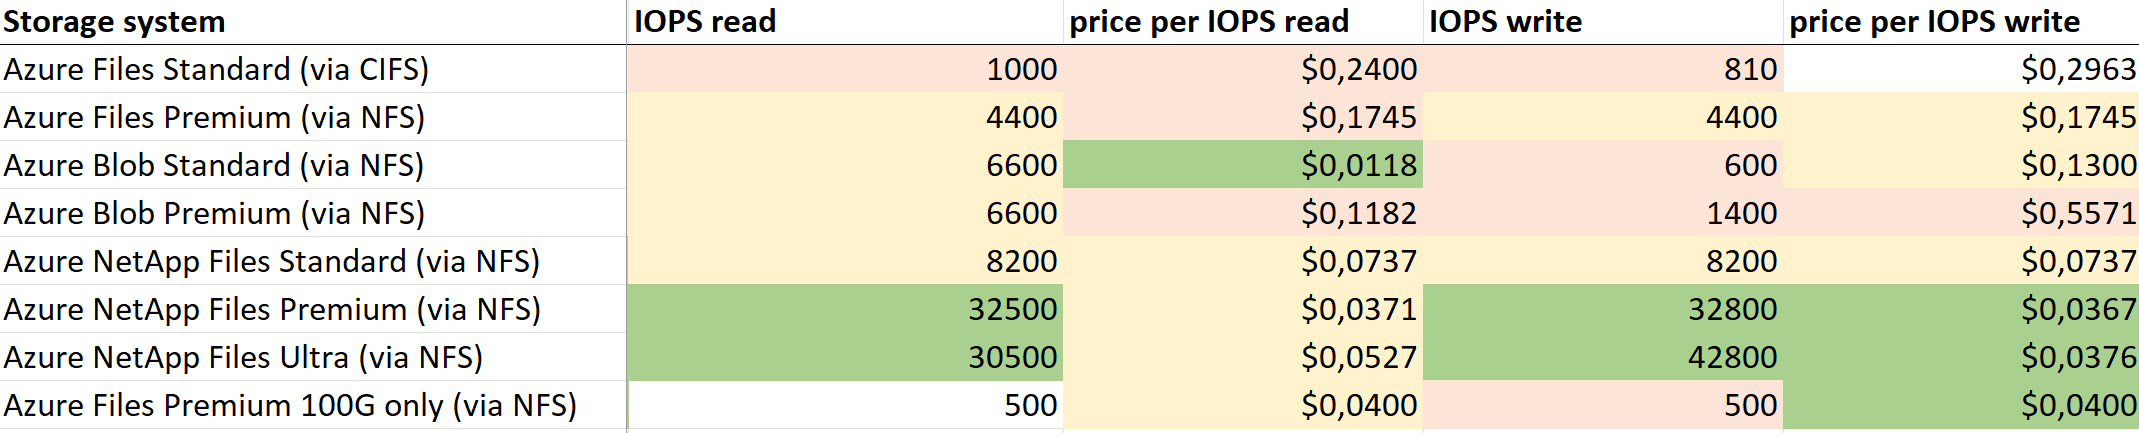 Storage system IOPS read price per IOPS read IOPS write price per IOPS write
Azure Files Standard (via CIFS) 1000 $0,2400 810 $0,2963
Azure Files Premium (via NFS) 4400 $0,1745 4400 $0,1745
Azure Blob Standard (via NFS) 6600 $0,0118 600 $0,1300
Azure Blob Premium (via NFS) 6600 $0,1182 1400 $0,5571
Azure NetApp Files Standard (via NFS) 8200 $0,0737 8200 $0,0737
Azure NetApp Files Premium (via NFS) 32500 $0,0371 32800 $0,0367
Azure NetApp Files Ultra (via NFS) 30500 $0,0527 42800 $0,0376
Azure Files Premium 100G only (via NFS) 500 $0,0400 500 $0,0400